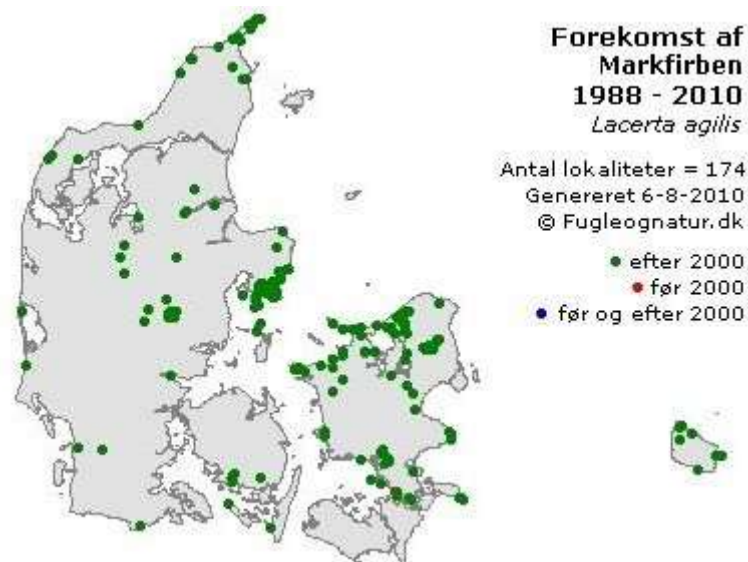 Forekomst af
Markfirben
1988 - 2010
Lacerta agilis
Antal lokaliteter = 174
Genereret 6-8-2010
© Fugleognatur.dk
efter 2000
før 2000
før og efter 2000